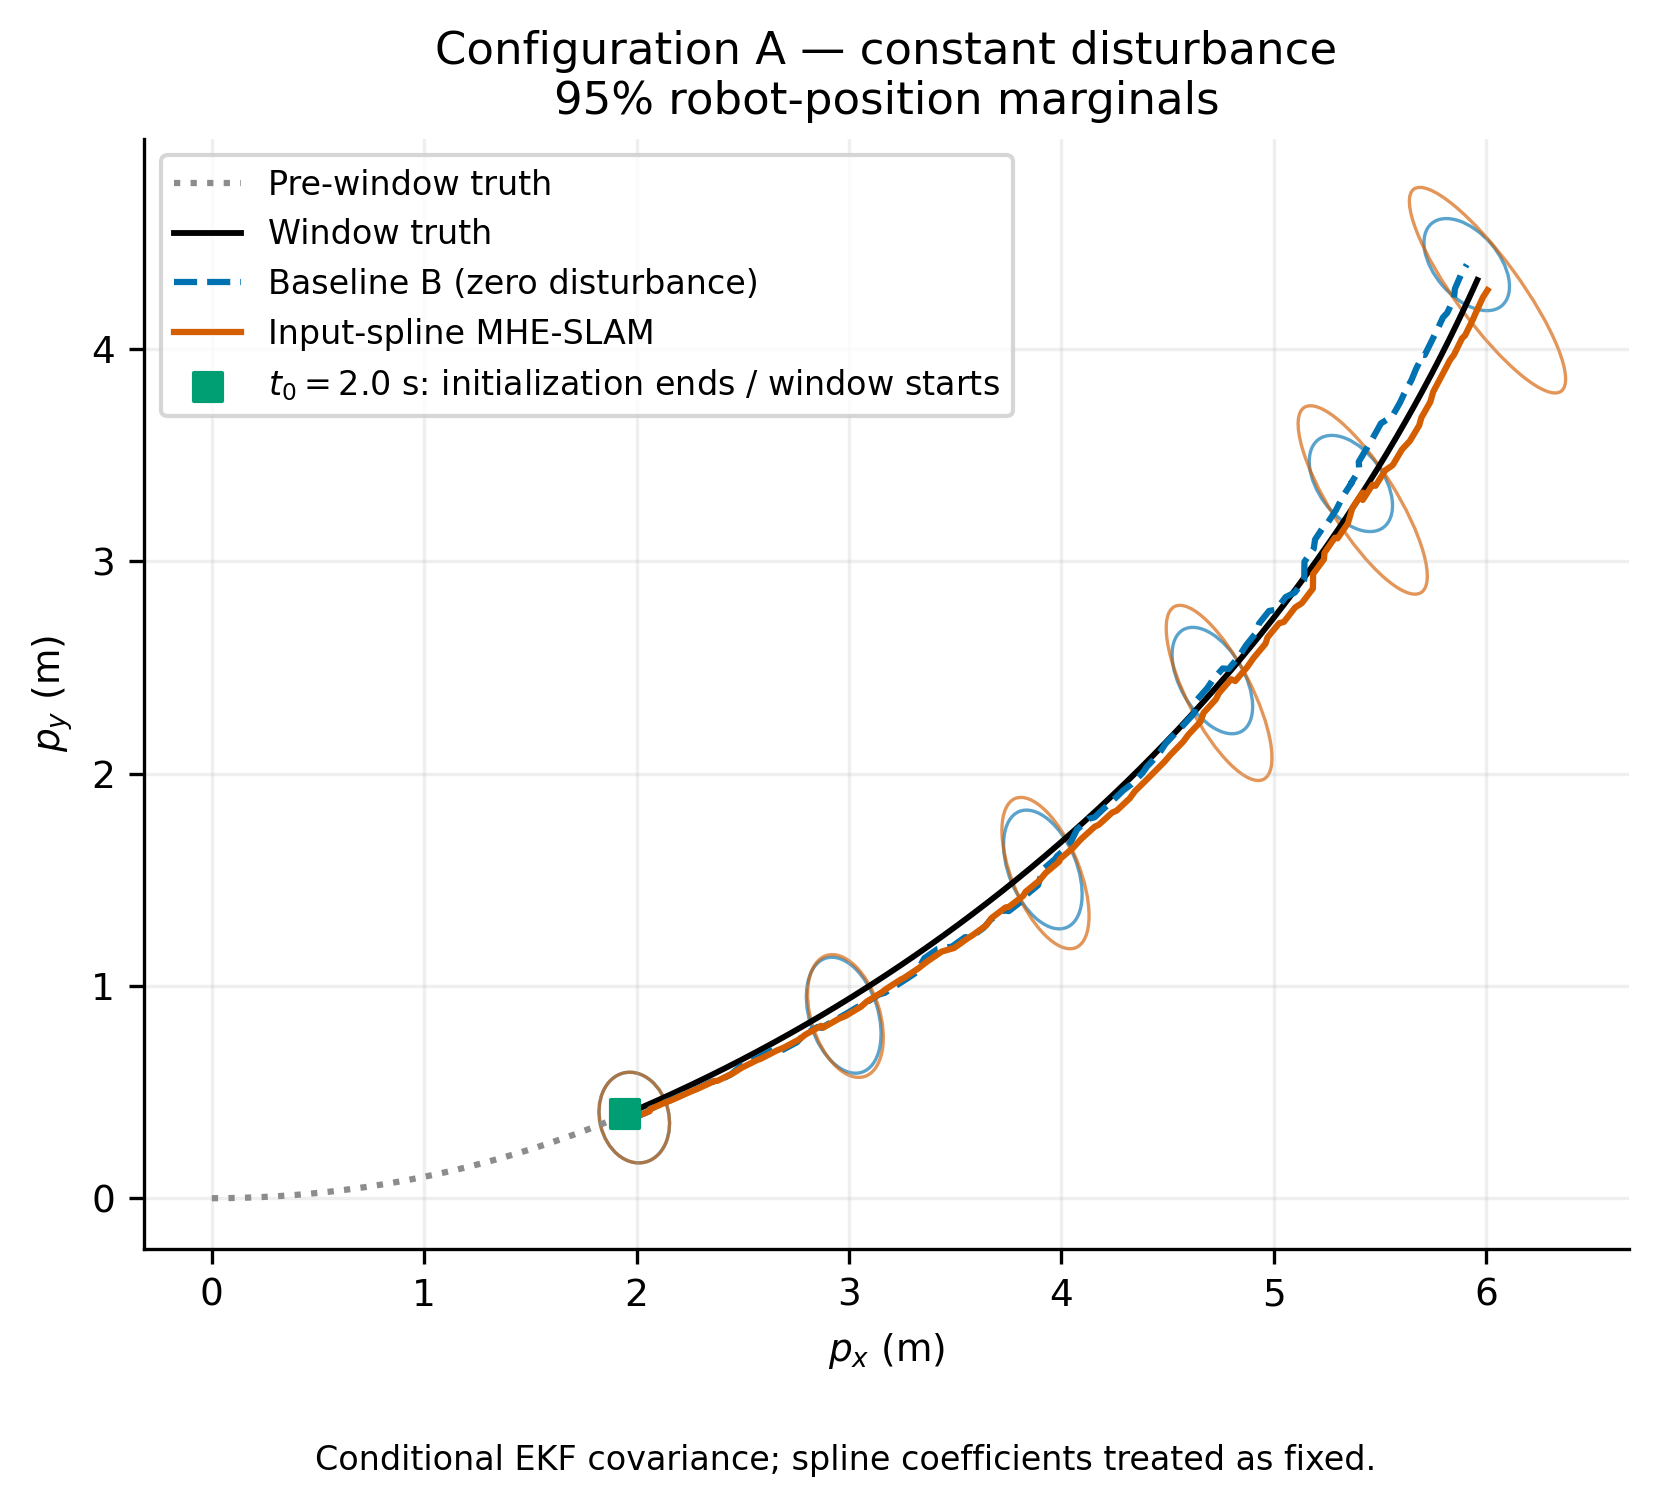 Configuration A — constant disturbance
95% robot-position marginals
Pre-window truth
Window truth
Baseline B (zero disturbance)
Input-spline MHE-SLAM
t₀ = 2.0 s: initialization ends / window starts
4
3
2
1
0
p_y (m)
0 1 2 3 4 5 6
p_x (m)
Conditional EKF covariance; spline coefficients treated as fixed.